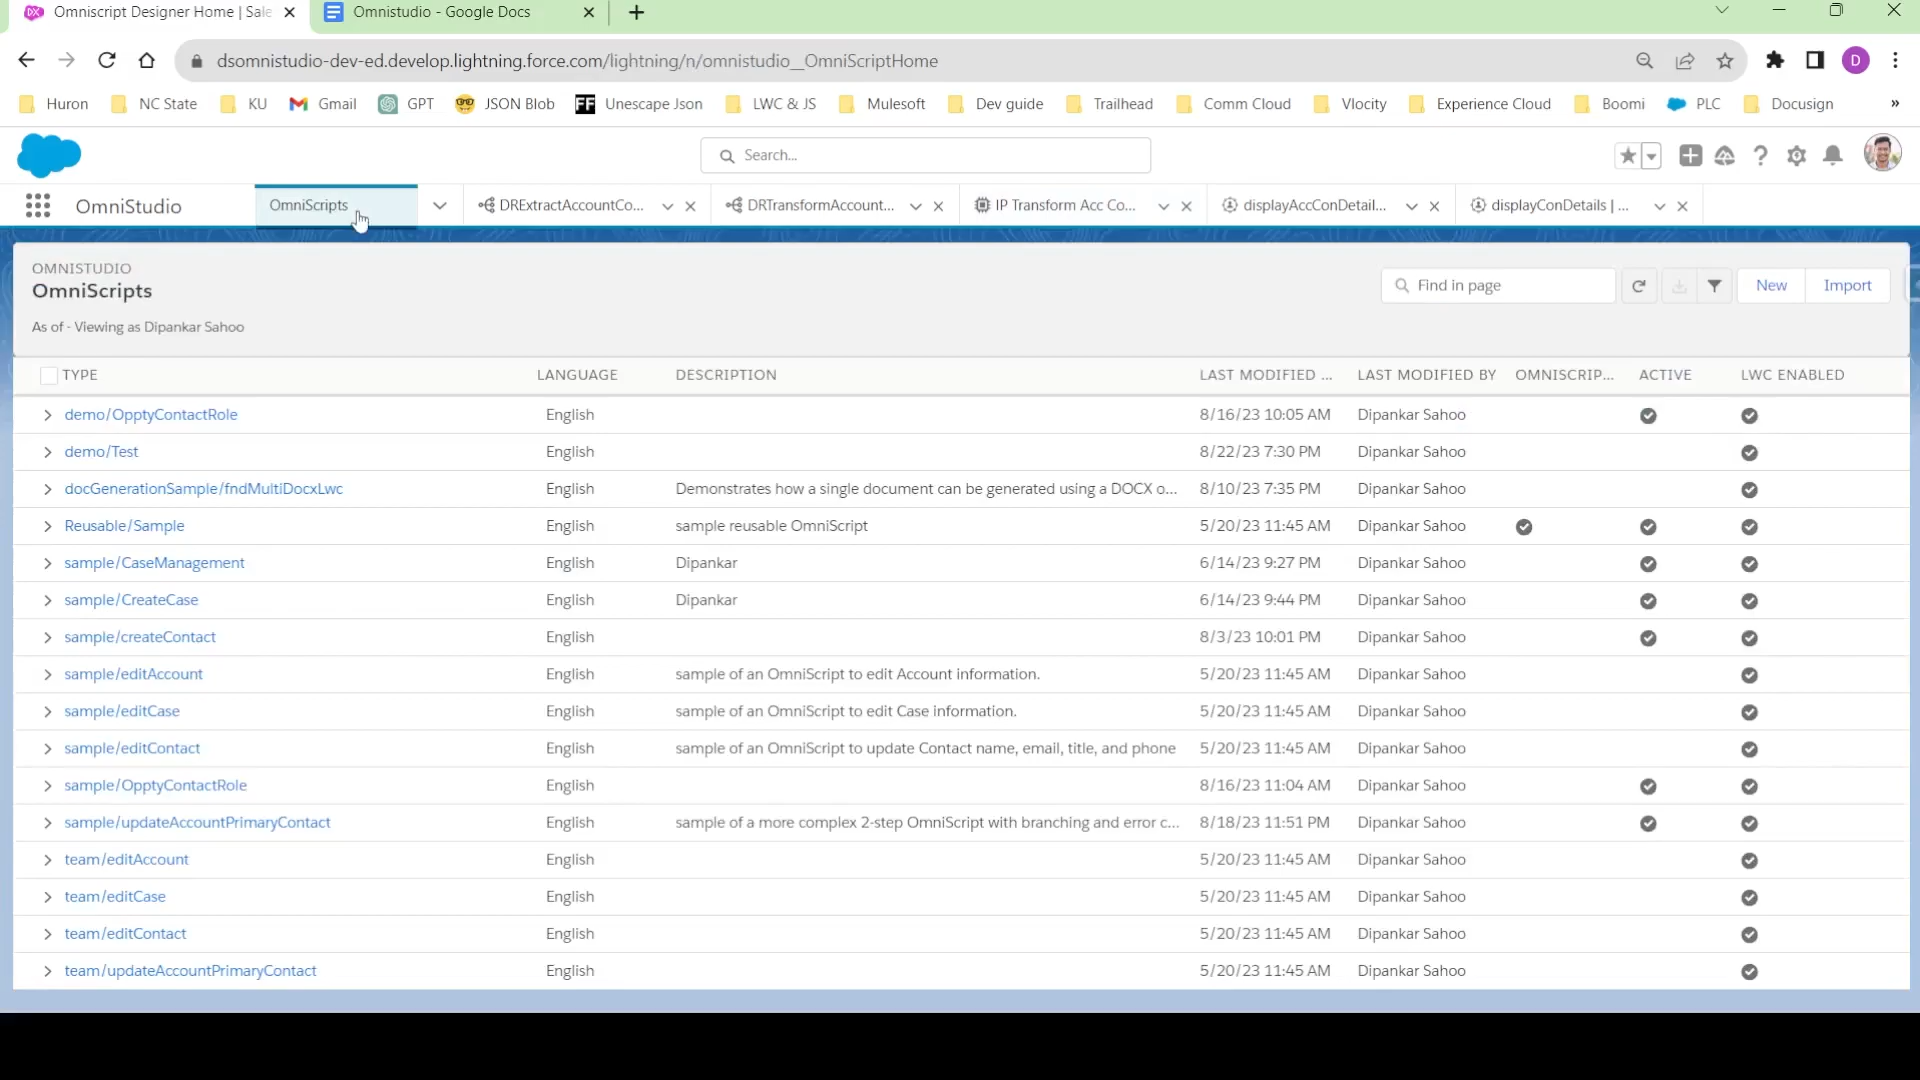 Omniscript Designer Home | Sale
Omnistudio - Google Docs
dsomnistudio-dev-ed.develop.lightning.force.com/lightning/n/omnistudio__OmniScriptHome
D
Huron NC State KU Gmail GPT JSON Blob FF Unescape Json LWC & JS Mulesoft Dev guide Trailhead Comm Cloud Vlocity Experience Cloud Boomi PLC Docusign »
Search...
OmniStudio OmniScripts DRExtractAccountCo... DRTransformAccount... IP Transform Acc Co... displayAccConDetail... displayConDetails | ...
OMNISTUDIO
OmniScripts
Find in page New Import
As of - Viewing as Dipankar Sahoo
TYPE LANGUAGE DESCRIPTION LAST MODIFIED ... LAST MODIFIED BY OMNISCRIP... ACTIVE LWC ENABLED
demo/OpptyContactRole English 8/16/23 10:05 AM Dipankar Sahoo
demo/Test English 8/22/23 7:30 PM Dipankar Sahoo
docGenerationSample/fndMultiDocxLwc English Demonstrates how a single document can be generated using a DOCX o... 8/10/23 7:35 PM Dipankar Sahoo
Reusable/Sample English sample reusable OmniScript 5/20/23 11:45 AM Dipankar Sahoo
sample/CaseManagement English Dipankar 6/14/23 9:27 PM Dipankar Sahoo
sample/CreateCase English Dipankar 6/14/23 9:44 PM Dipankar Sahoo
sample/createContact English 8/3/23 10:01 PM Dipankar Sahoo
sample/editAccount English sample of an OmniScript to edit Account information. 5/20/23 11:45 AM Dipankar Sahoo
sample/editCase English sample of an OmniScript to edit Case information. 5/20/23 11:45 AM Dipankar Sahoo
sample/editContact English sample of an OmniScript to update Contact name, email, title, and phone 5/20/23 11:45 AM Dipankar Sahoo
sample/OpptyContactRole English 8/16/23 11:04 AM Dipankar Sahoo
sample/updateAccountPrimaryContact English sample of a more complex 2-step OmniScript with branching and error c... 8/18/23 11:51 PM Dipankar Sahoo
team/editAccount English 5/20/23 11:45 AM Dipankar Sahoo
team/editCase English 5/20/23 11:45 AM Dipankar Sahoo
team/editContact English 5/20/23 11:45 AM Dipankar Sahoo
team/updateAccountPrimaryContact English 5/20/23 11:45 AM Dipankar Sahoo